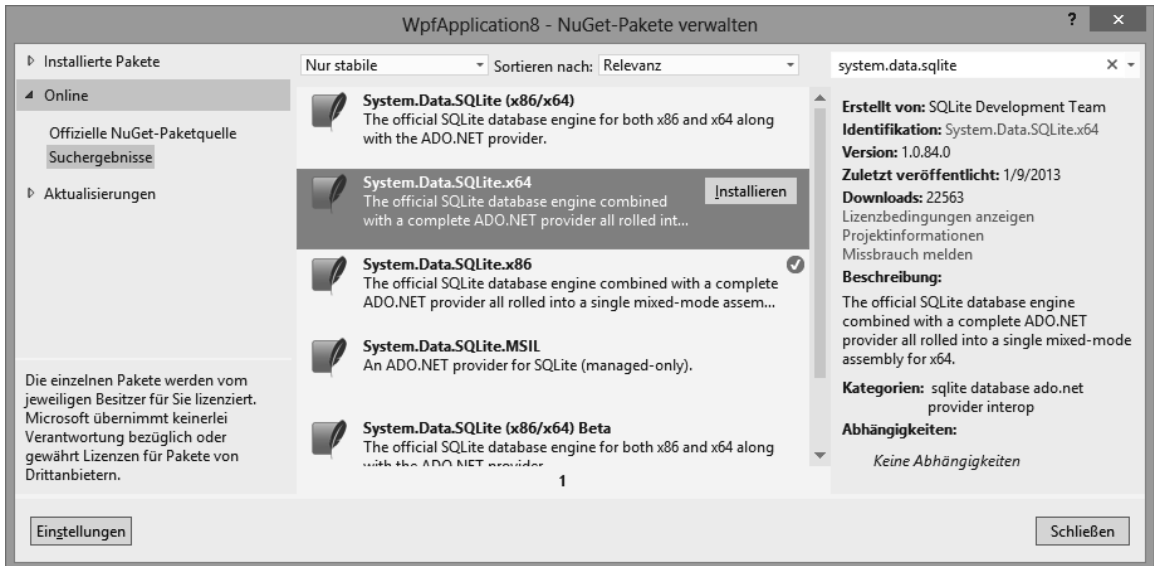 WpfApplication8 - NuGet-Pakete verwalten
? ×
Installierte Pakete
Online
Offizielle NuGet-Paketquelle
Suchergebnisse
Aktualisierungen
Die einzelnen Pakete werden vom
jeweiligen Besitzer für Sie lizenziert.
Microsoft übernimmt keinerlei
Verantwortung bezüglich oder
gewährt Lizenzen für Pakete von
Drittanbietern.
Nur stabile
Sortieren nach: Relevanz
System.Data.SQLite (x86/x64)
The official SQLite database engine for both x86 and x64 along
with the ADO.NET provider.
System.Data.SQLite.x64
The official SQLite database engine combined
with a complete ADO.NET provider all rolled int...
Installieren
System.Data.SQLite.x86
The official SQLite database engine combined with a complete
ADO.NET provider all rolled into a single mixed-mode assem...
System.Data.SQLite.MSIL
An ADO.NET provider for SQLite (managed-only).
System.Data.SQLite (x86/x64) Beta
The official SQLite database engine for both x86 and x64 along
with the ADO.NET provider
1
system.data.sqlite ×
Erstellt von: SQLite Development Team
Identifikation: System.Data.SQLite.x64
Version: 1.0.84.0
Zuletzt veröffentlicht: 1/9/2013
Downloads: 22563
Lizenzbedingungen anzeigen
Projektinformationen
Missbrauch melden
Beschreibung:
The official SQLite database engine
combined with a complete ADO.NET
provider all rolled into a single mixed-mode
assembly for x64.
Kategorien: sqlite database ado.net
provider interop
Abhängigkeiten:
Keine Abhängigkeiten
Einstellungen
Schließen